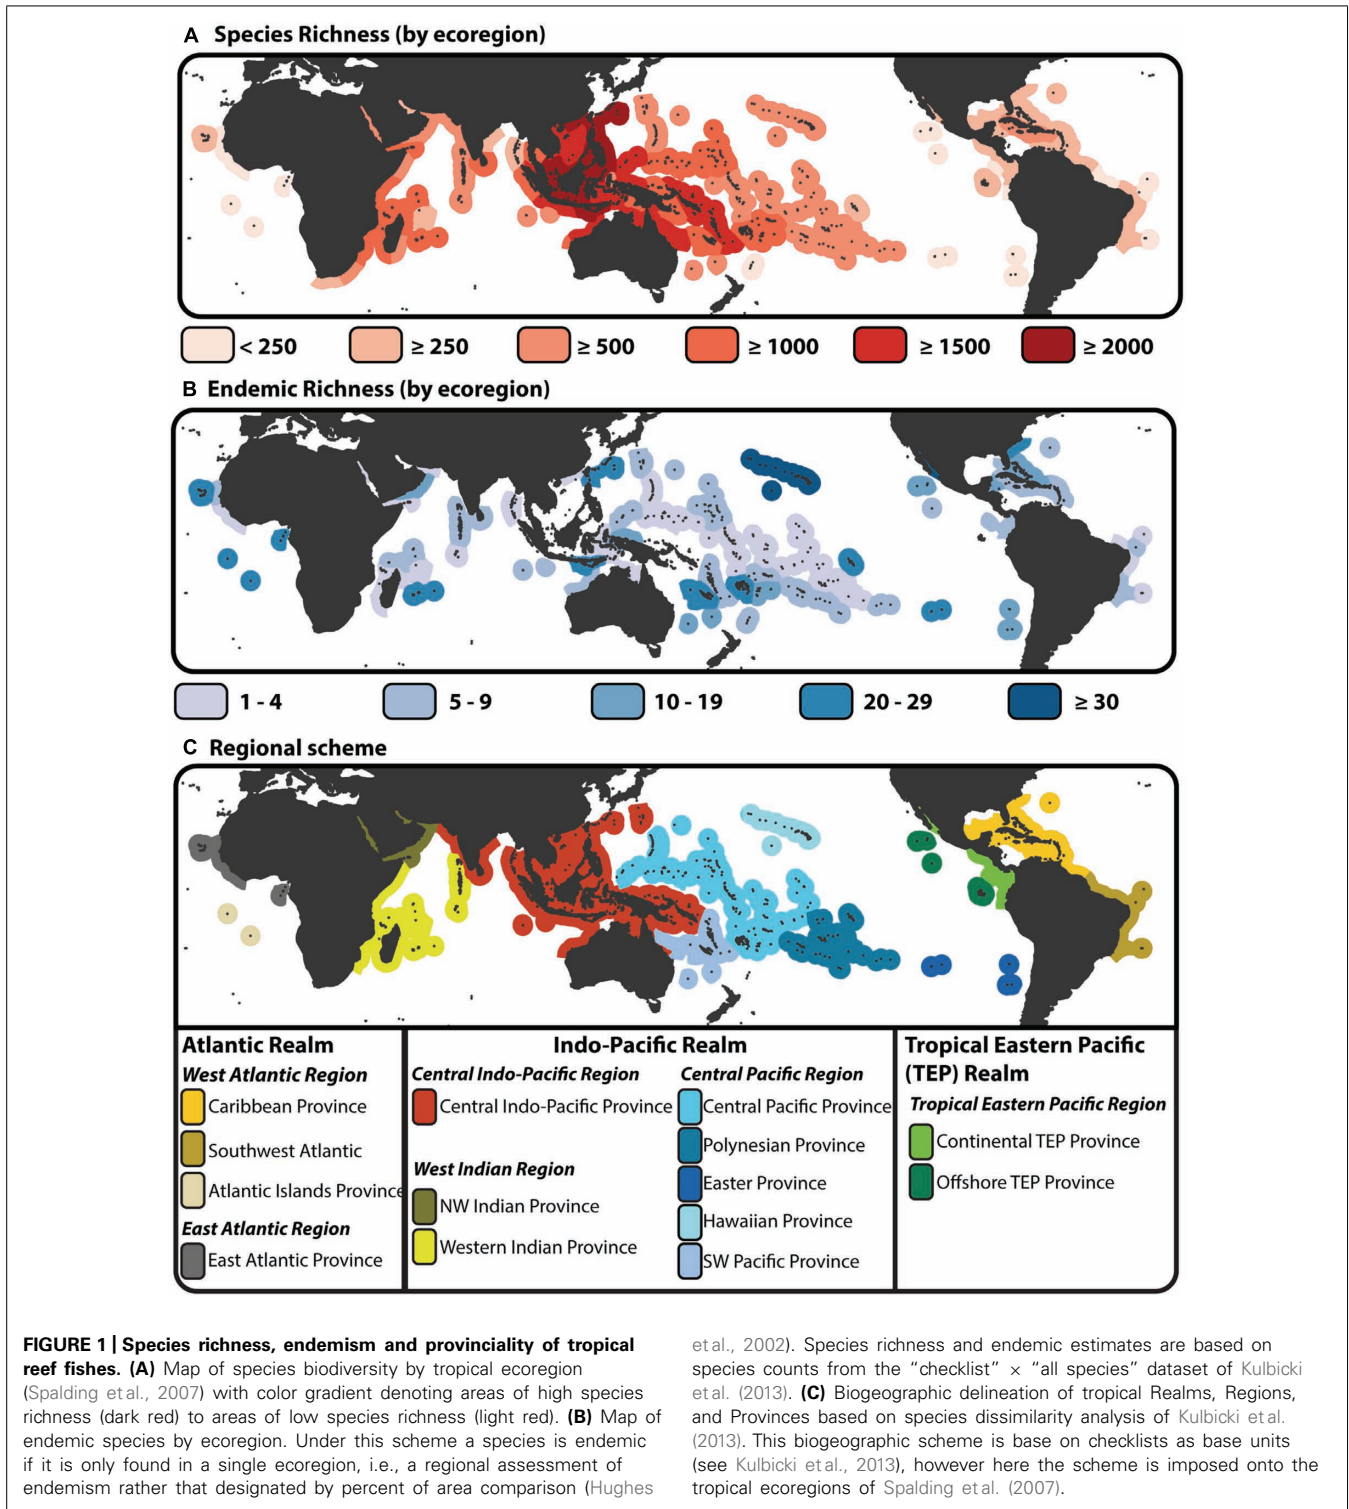 A Species Richness (by ecoregion)
< 250
≥ 250
≥ 500
≥ 1000
≥ 1500
≥ 2000
B Endemic Richness (by ecoregion)
1 - 4
5 - 9
10 - 19
20 - 29
≥ 30
C Regional scheme
Atlantic Realm
West Atlantic Region
Caribbean Province
Southwest Atlantic
Atlantic Islands Province
East Atlantic Region
East Atlantic Province
Indo-Pacific Realm
Central Indo-Pacific Region
Central Indo-Pacific Province
West Indian Region
NW Indian Province
Western Indian Province
Central Pacific Region
Central Pacific Province
Polynesian Province
Easter Province
Hawaiian Province
SW Pacific Province
Tropical Eastern Pacific
(TEP) Realm
Tropical Eastern Pacific Region
Continental TEP Province
Offshore TEP Province
FIGURE 1 | Species richness, endemism and provinciality of tropical
reef fishes. (A) Map of species biodiversity by tropical ecoregion
(Spalding et al., 2007) with color gradient denoting areas of high species
richness (dark red) to areas of low species richness (light red). (B) Map of
endemic species by ecoregion. Under this scheme a species is endemic
if it is only found in a single ecoregion, i.e., a regional assessment of
endemism rather that designated by percent of area comparison (Hughes
et al., 2002). Species richness and endemic estimates are based on
species counts from the “checklist” × “all species” dataset of Kulbicki
et al. (2013). (C) Biogeographic delineation of tropical Realms, Regions,
and Provinces based on species dissimilarity analysis of Kulbicki et al.
(2013). This biogeographic scheme is base on checklists as base units
(see Kulbicki et al., 2013), however here the scheme is imposed onto the
tropical ecoregions of Spalding et al. (2007).